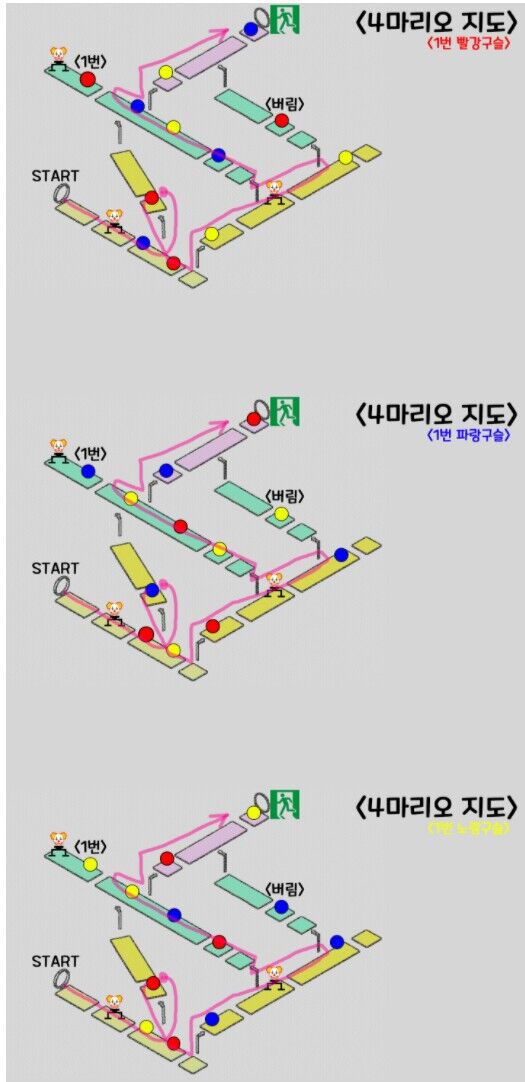 <4마리오 지도>
<1번 빨강구슬>
<1번>
<버림>
START
<4마리오 지도>
<1번 파랑구슬>
<1번>
<버림>
START
<4마리오 지도>
<1번 노랑구슬>
<1번>
<버림>
START